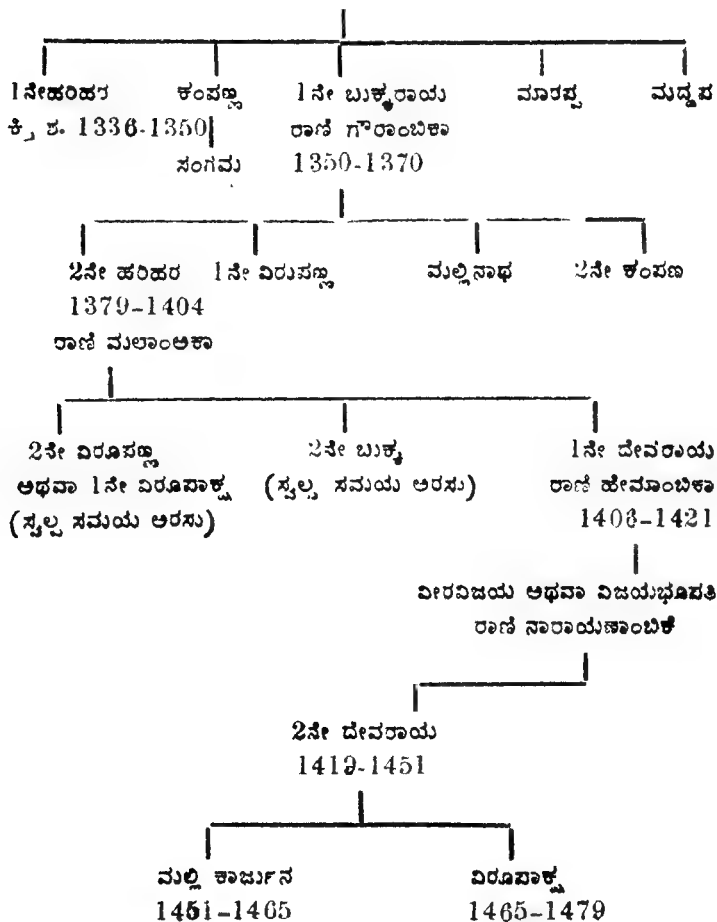 1ನೇಹರಿಹರ ಕಂಪಣ್ಣ 1ನೇ ಬುಕ್ಕರಾಯ ಮಾರಪ್ಪ ಮದ್ದಪ
ಕ್ರಿ ಶ. 1336-1350 ರಾಣಿ ಗೌರಾಂಬಿಕಾ
ಸಂಗಮ 1350-1370
2ನೇ ಹರಿಹರ 1ನೇ ವಿರುಪಣ್ಣ ಮಲ್ಲಿನಾಥ 2ನೇ ಕಂಪಣ
1379-1404
ರಾಣಿ ಮಲಾಂಅಕಾ
2ನೇ ವಿರೂಪಣ್ಣ 2ನೇ ಬುಕ್ಕ 1ನೇ ದೇವರಾಯ
ಅಥವಾ 1ನೇ ವಿರೂಪಾಕ್ಷ (ಸ್ವಲ್ಪ ಸಮಯ ಅರಸು) ರಾಣಿ ಹೇಮಾಂಬಿಕಾ
(ಸ್ವಲ್ಪ ಸಮಯ ಅರಸು) 1406-1421
ವೀರವಿಜಯ ಅಥವಾ ವಿಜಯಭೂಪತಿ
ರಾಣಿ ನಾರಾಯಣಾಂಬಿಕೆ
2ನೇ ದೇವರಾಯ
1419-1451
ಮಲ್ಲಿ ಕಾರ್ಜುನ ವಿರೂಪಾಕ್ಷ
1451-1465 1465-1479